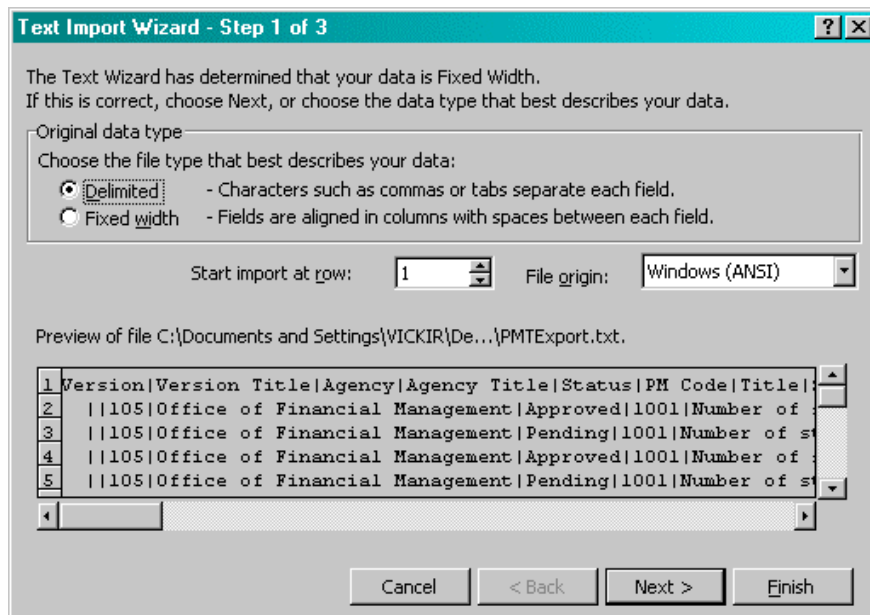 Text Import Wizard - Step 1 of 3
The Text Wizard has determined that your data is Fixed Width.
If this is correct, choose Next, or choose the data type that best describes your data.
Original data type
Choose the file type that best describes your data:
Delimited - Characters such as commas or tabs separate each field.
Fixed width - Fields are aligned in columns with spaces between each field.
Start import at row: 1 File origin: Windows (ANSI)
Preview of file C:\Documents and Settings\VICKIR\De...\PMTExport.txt.
1 Version|Version Title|Agency|Agency Title|Status|PM Code|Title|
2 ||105|Office of Financial Management|Approved|1001|Number of
3 ||105|Office of Financial Management|Pending|1001|Number of st
4 ||105|Office of Financial Management|Approved|1001|Number of
5 ||105|Office of Financial Management|Pending|1001|Number of st
Cancel < Back Next > Finish